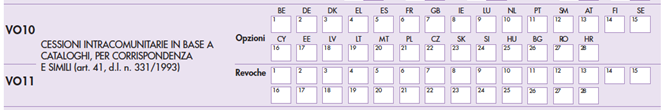 BE DE DK EL ES FR GB IE LU NL PT SM AT FI SE
VO10
1 2 3 4 5 6 7 8 9 10 11 12 13 14 15
Opzioni
CESSIONI INTRACOMUNITARIE IN BASE A
CATALOGHI, PER CORRISPONDENZA
E SIMILI (art. 41, d.l. n. 331/1993)
CY EE LV LT MT PL CZ SK SI HU BG RO HR
16 17 18 19 20 21 22 23 24 25 26 27 28
VO11
Revoche
1 2 3 4 5 6 7 8 9 10 11 12 13 14 15
16 17 18 19 20 21 22 23 24 25 26 27 28